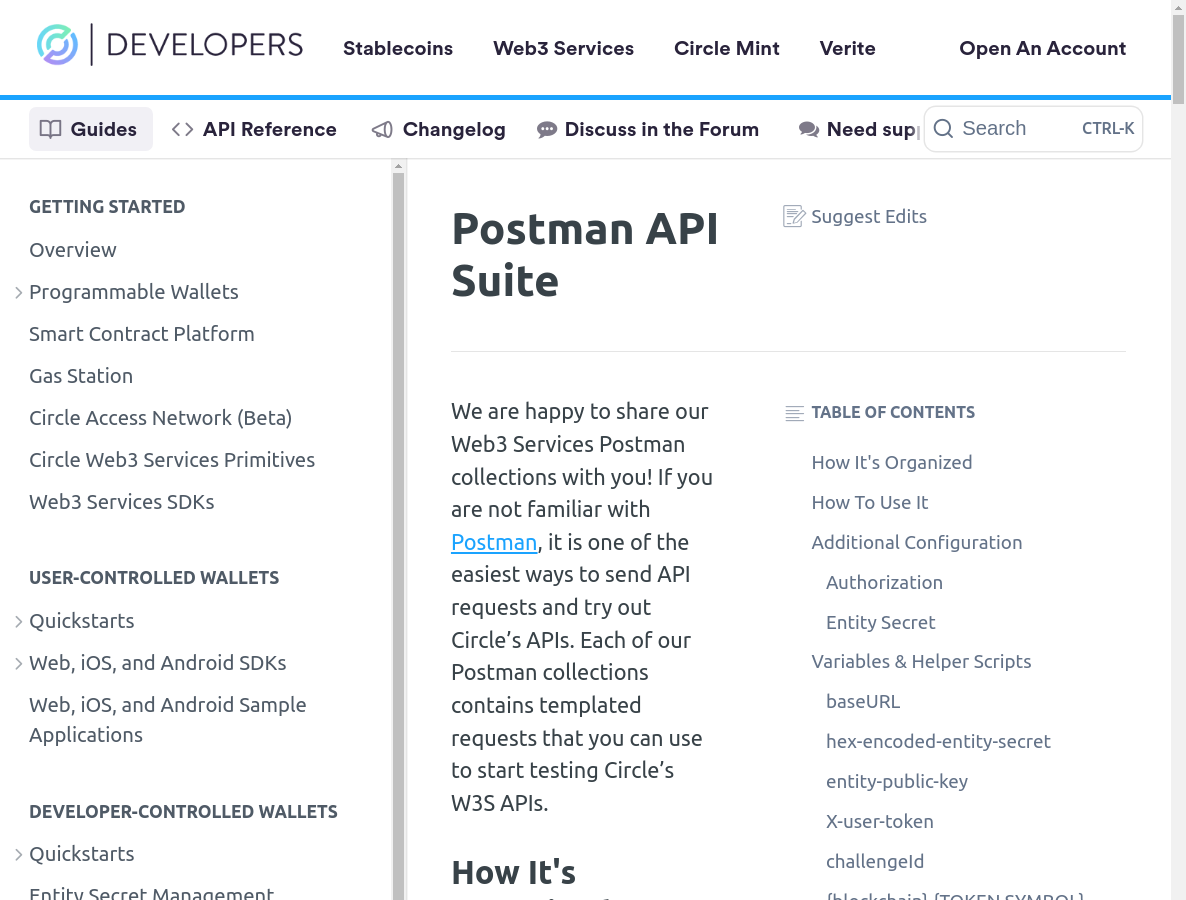 DEVELOPERS
Stablecoins
Web3 Services
Circle Mint
Verite
Open An Account
Guides
API Reference
Changelog
Discuss in the Forum
Need sup
Search
CTRL-K
GETTING STARTED
Overview
Programmable Wallets
Smart Contract Platform
Gas Station
Circle Access Network (Beta)
Circle Web3 Services Primitives
Web3 Services SDKs
USER-CONTROLLED WALLETS
Quickstarts
Web, iOS, and Android SDKs
Web, iOS, and Android Sample
Applications
DEVELOPER-CONTROLLED WALLETS
Quickstarts
Entity Secret Management
Postman API
Suite
Suggest Edits
We are happy to share our
Web3 Services Postman
collections with you! If you
are not familiar with
Postman, it is one of the
easiest ways to send API
requests and try out
Circle’s APIs. Each of our
Postman collections
contains templated
requests that you can use
to start testing Circle’s
W3S APIs.
How It's
TABLE OF CONTENTS
How It's Organized
How To Use It
Additional Configuration
Authorization
Entity Secret
Variables & Helper Scripts
baseURL
hex-encoded-entity-secret
entity-public-key
X-user-token
challengeId
{blockchain}.{TOKEN SYMBOL}